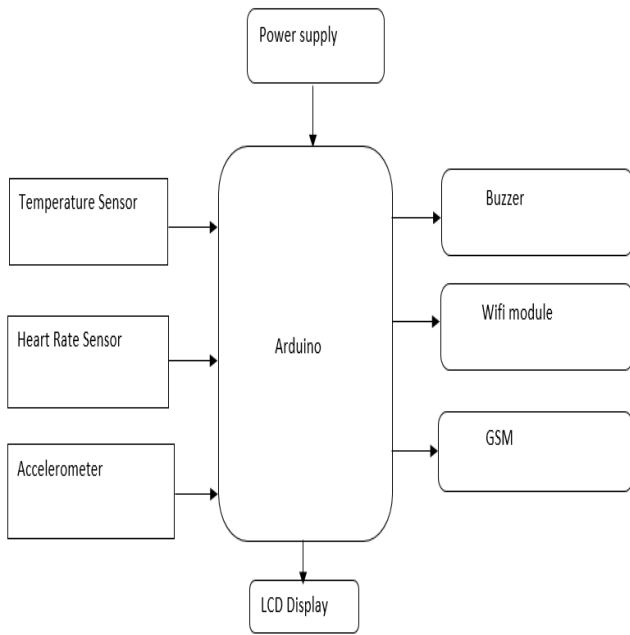 Power supply
Temperature Sensor
Buzzer
Heart Rate Sensor
Arduino
Wifi module
Accelerometer
GSM
LCD Display